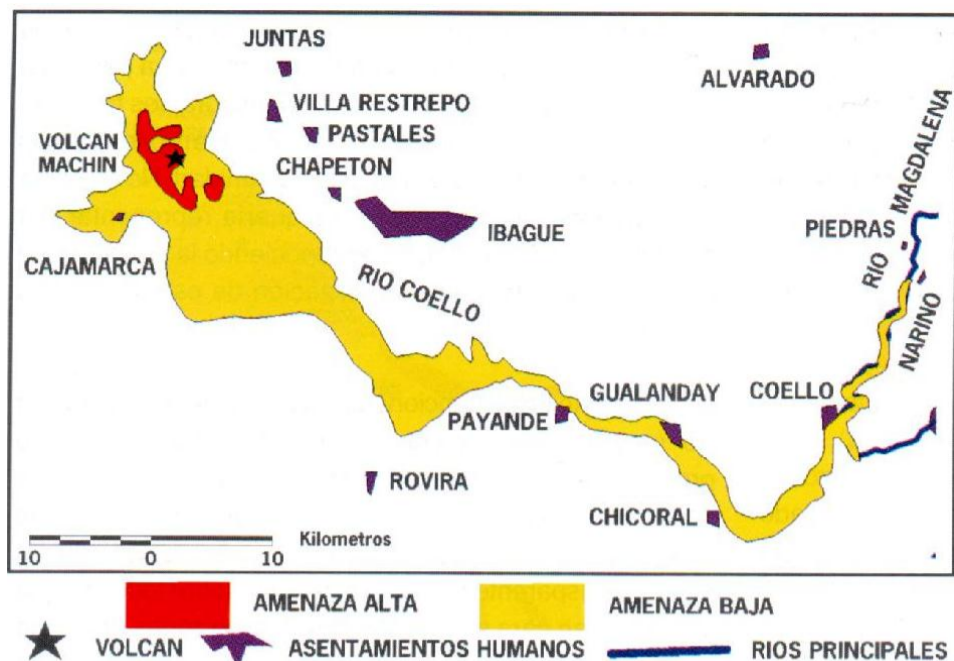 JUNTAS
ALVARADO
VILLA RESTREPO
PASTALES
VOLCAN
MACHIN
CHAPETON
IBAGUE
CAJAMARCA
RIO COELLO
PIEDRAS
RIO MAGDALENA
NARINO
GUALANDAY
COELLO
PAYANDE
ROVIRA
CHICORAL
Kilometros
10 0 10
AMENAZA ALTA
AMENAZA BAJA
VOLCAN
ASENTAMIENTOS HUMANOS
RIOS PRINCIPALES